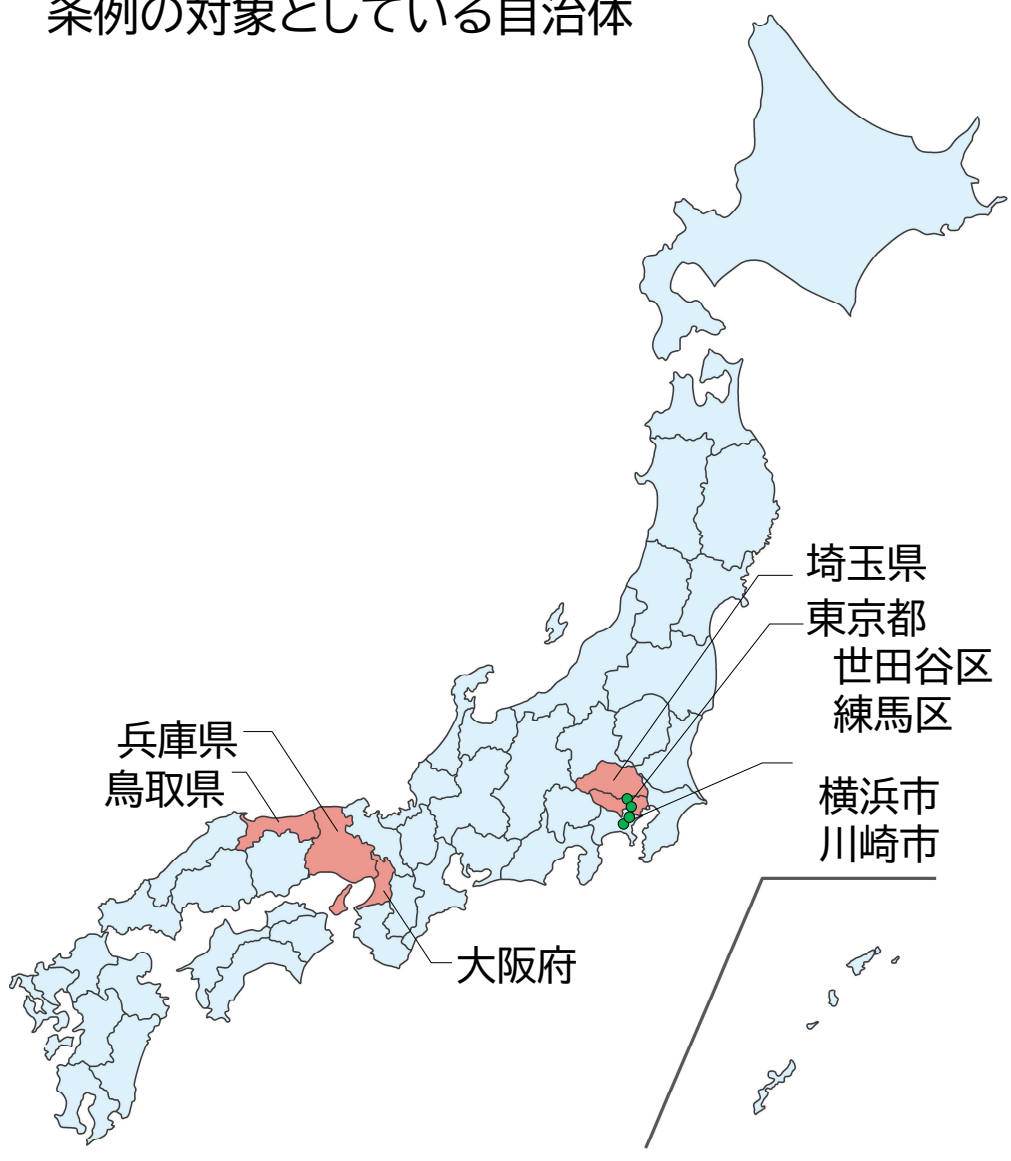 条例の対象としている自治体
埼玉県
東京都
世田谷区
練馬区
兵庫県
鳥取県
横浜市
川崎市
大阪府